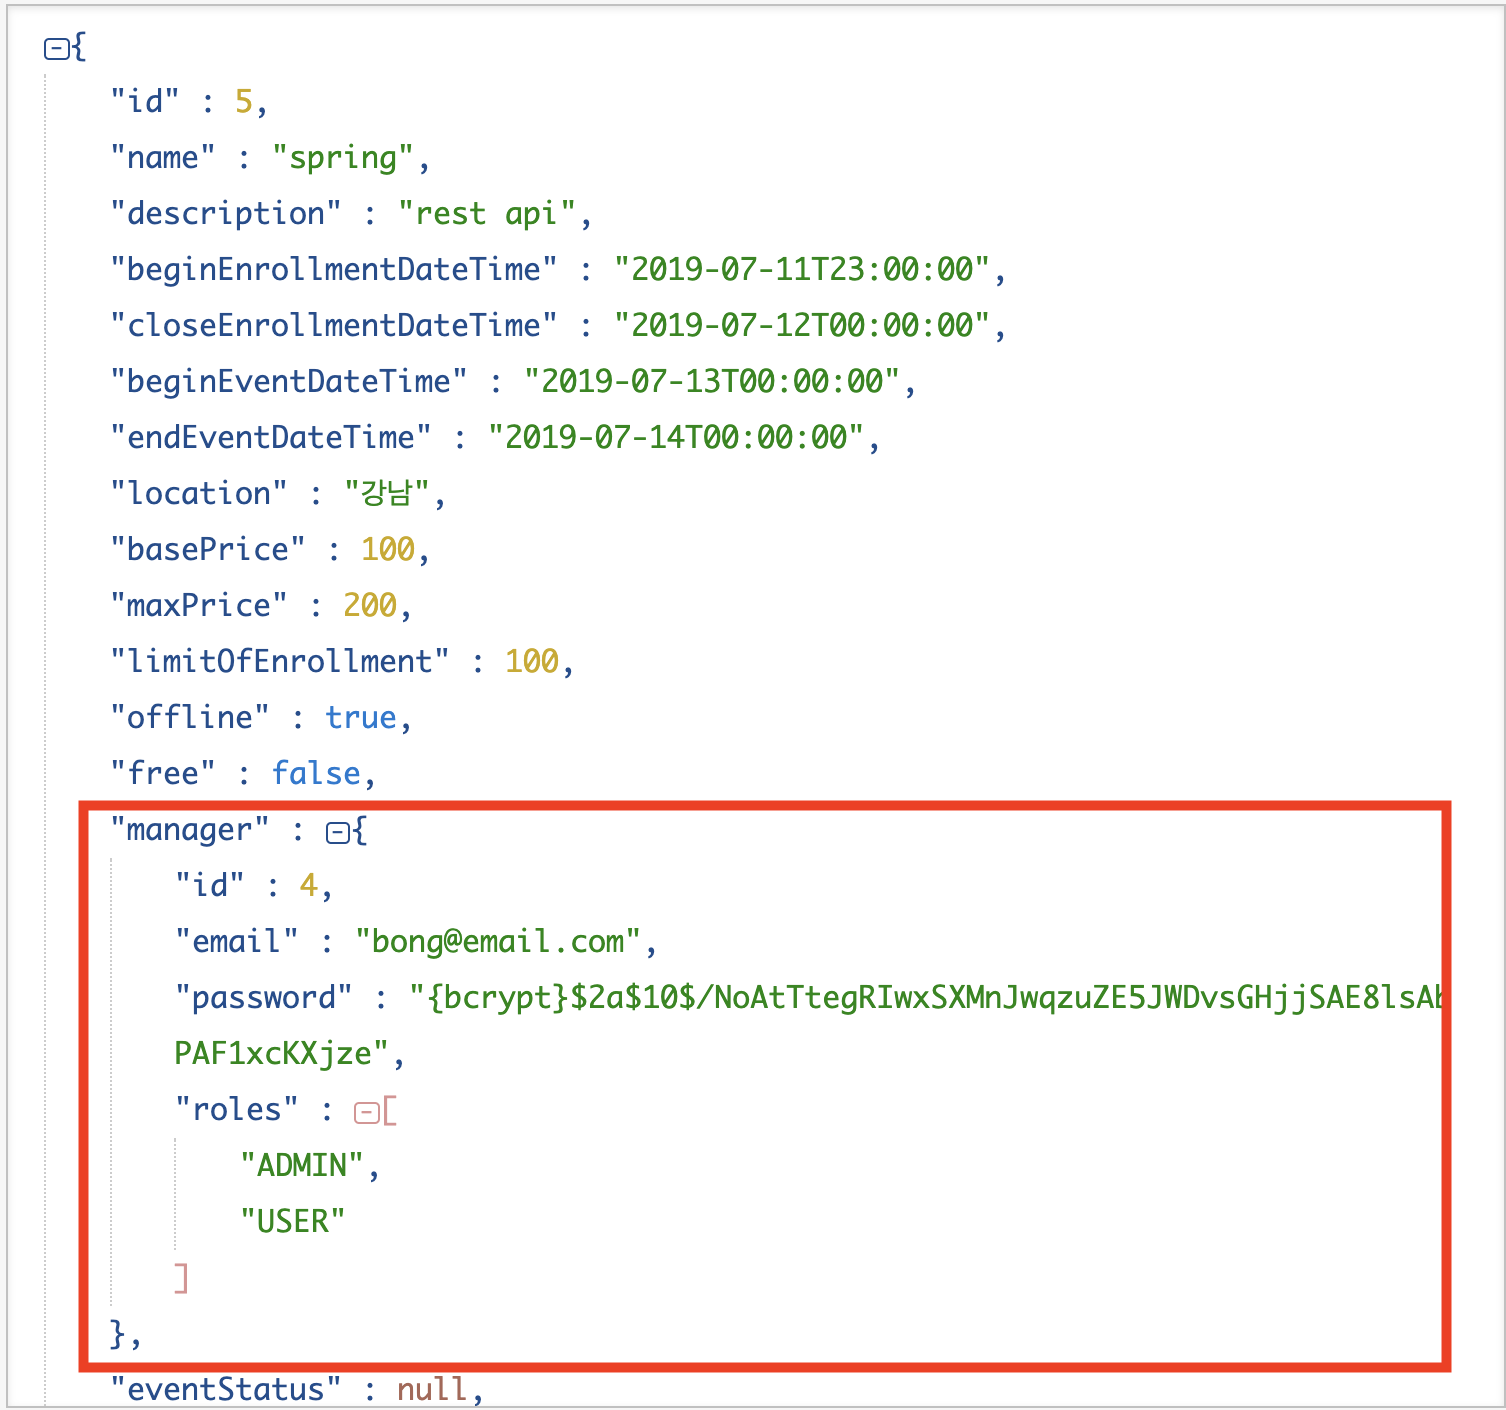 {
"id" : 5,
"name" : "spring",
"description" : "rest api",
"beginEnrollmentDateTime" : "2019-07-11T23:00:00",
"closeEnrollmentDateTime" : "2019-07-12T00:00:00",
"beginEventDateTime" : "2019-07-13T00:00:00",
"endEventDateTime" : "2019-07-14T00:00:00",
"location" : "강남",
"basePrice" : 100,
"maxPrice" : 200,
"limitOfEnrollment" : 100,
"offline" : true,
"free" : false,
"manager" : {
"id" : 4,
"email" : "bong@email.com",
"password" : "{bcrypt}$2a$10$/NoAtTtegRIwxSXMnJwqzuZE5JWDvsGHjjSAE8lsAb
PAF1xcKXjze",
"roles" : [
"ADMIN",
"USER"
]
},
"eventStatus" : null,